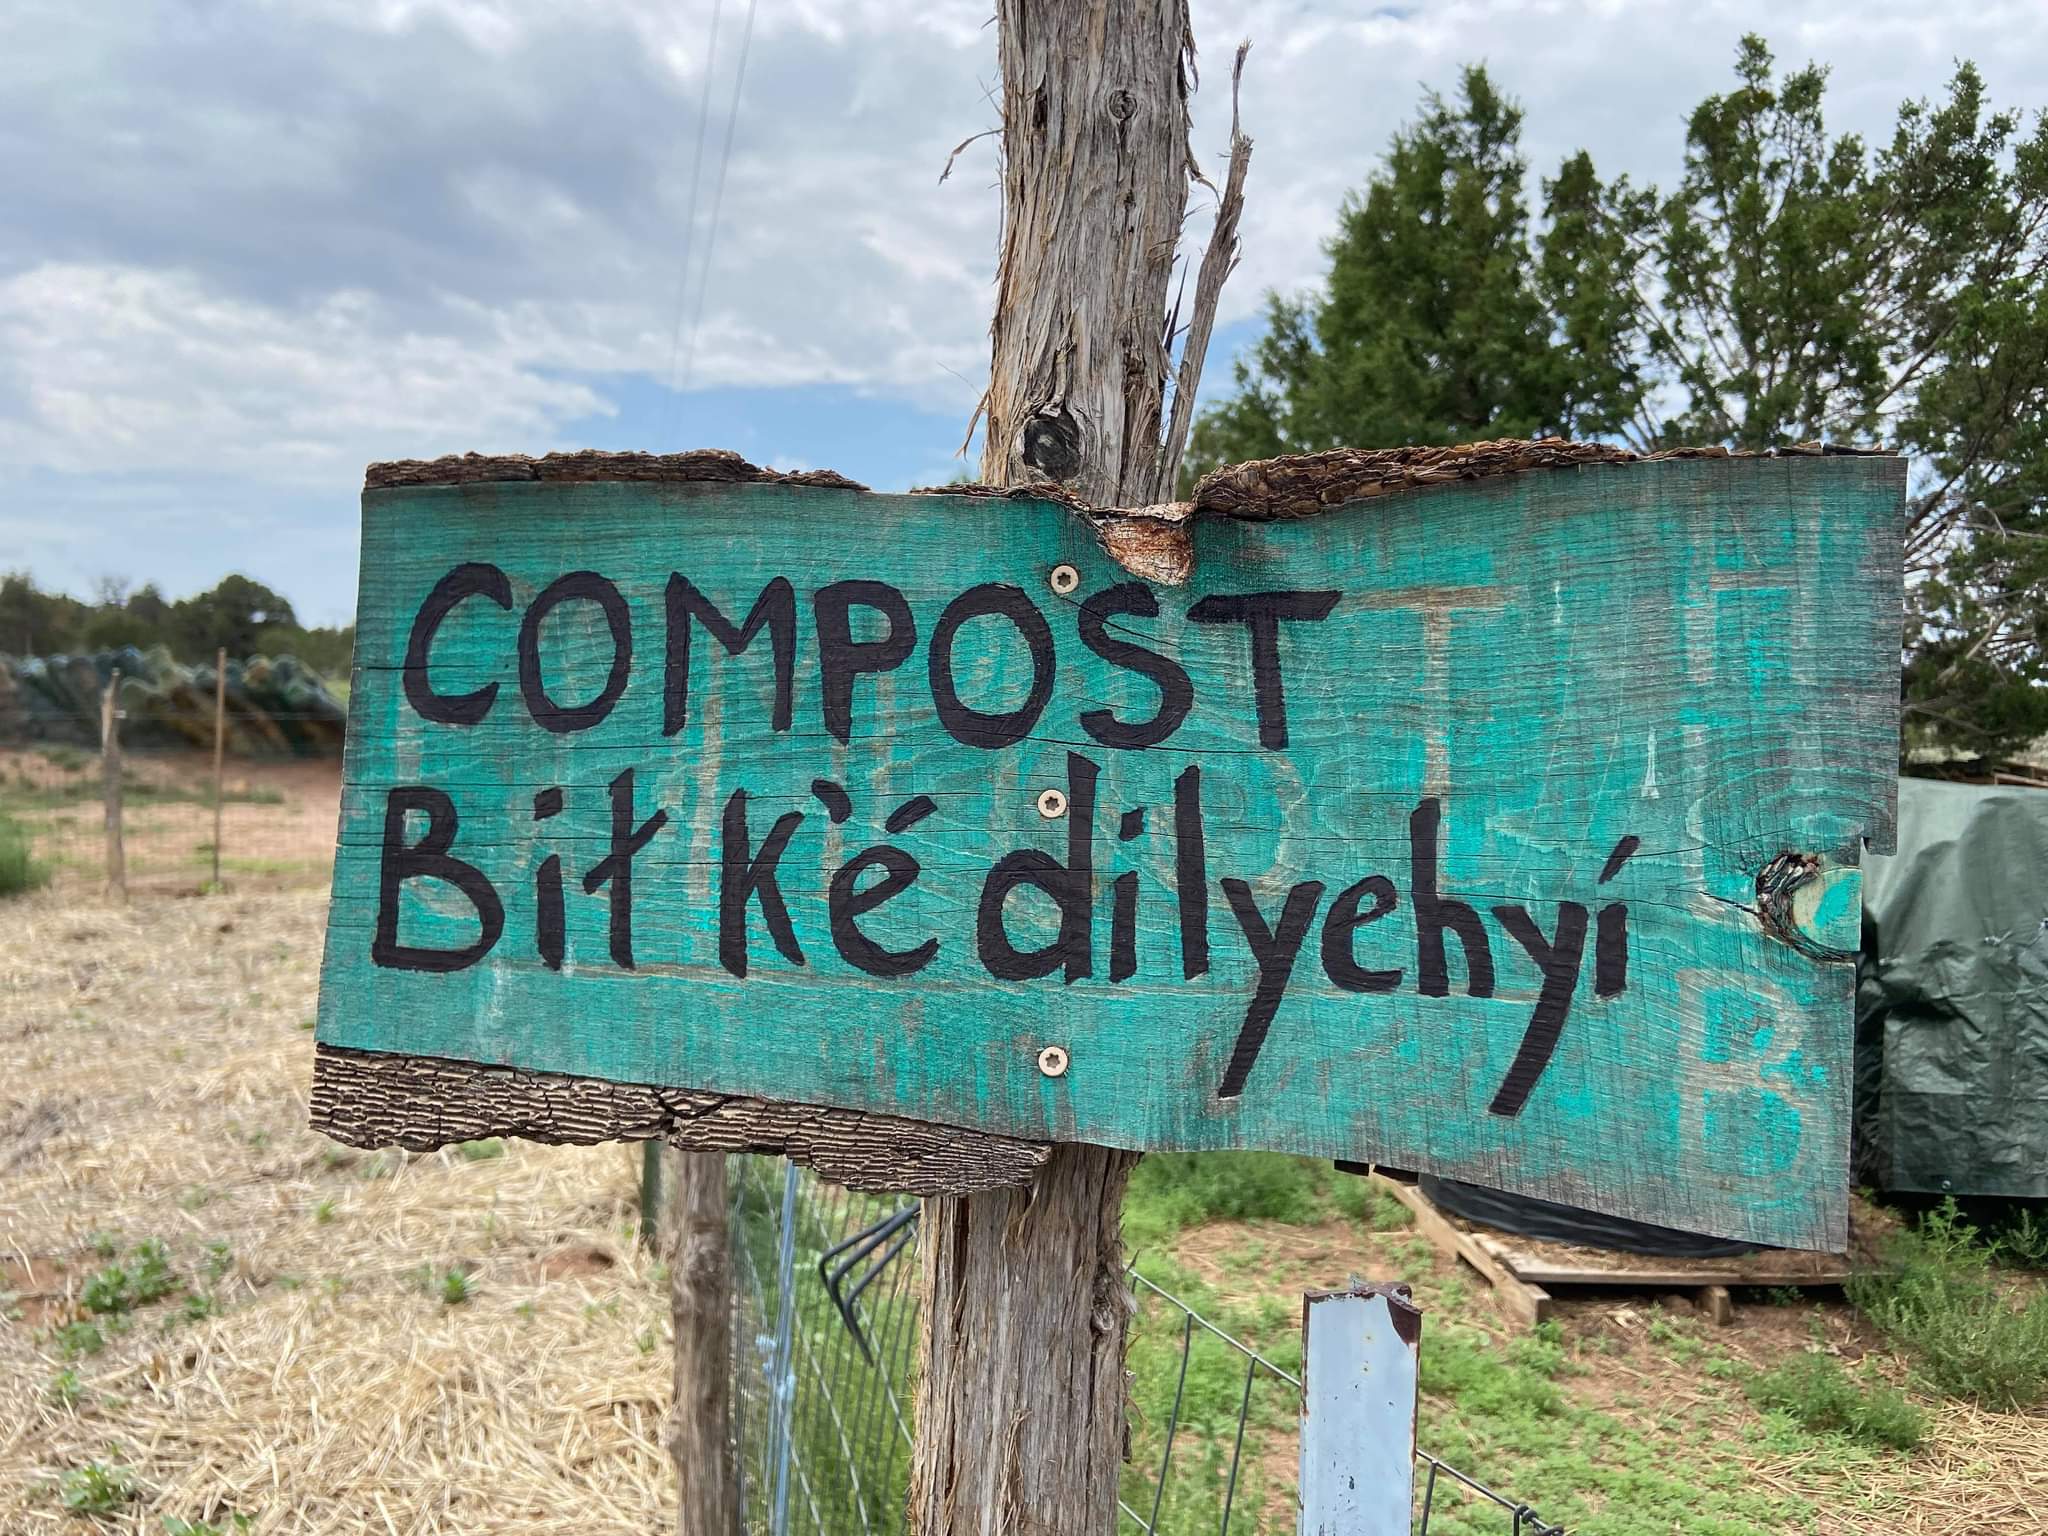 COMPOST
Bił k'é dilyehyí